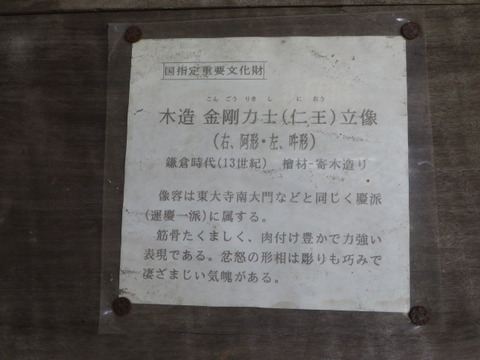 国指定重要文化財
こんごうりきし におう
木造 金剛力士(仁王)立像
(右、阿形・左、吽形)
鎌倉時代(13世紀) 檜材-寄木造り
像容は東大寺南大門などと同じく慶派
(運慶一派)に属する。
筋骨たくましく、肉付け豊かで力強い
表現である。忿怒の形相は彫りも巧みで
凄ざまじい気魄がある。